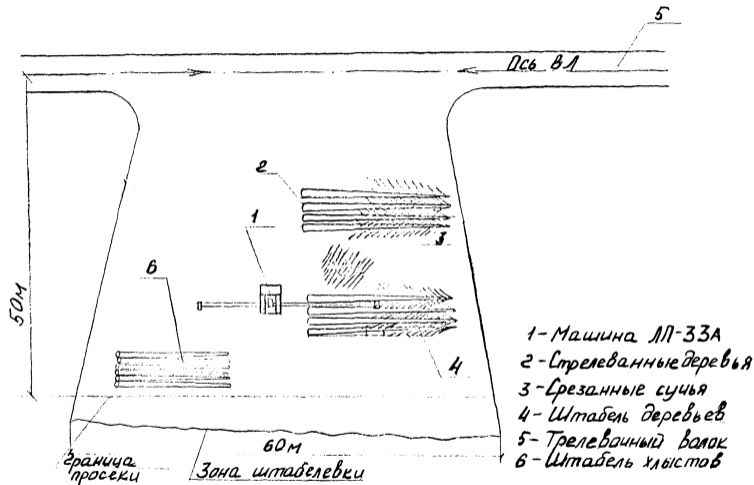 5
Ось ВЛ
2
1
3
6
50м
4
1 - Машина ЛП-33А
2 - Стрелеванные деревья
3 - Срезанные сучья
4 - Штабель деревьев
5 - Трелевочный волок
6 - Штабель хлыстов
60м
Граница
просеки
Зона штабелевки